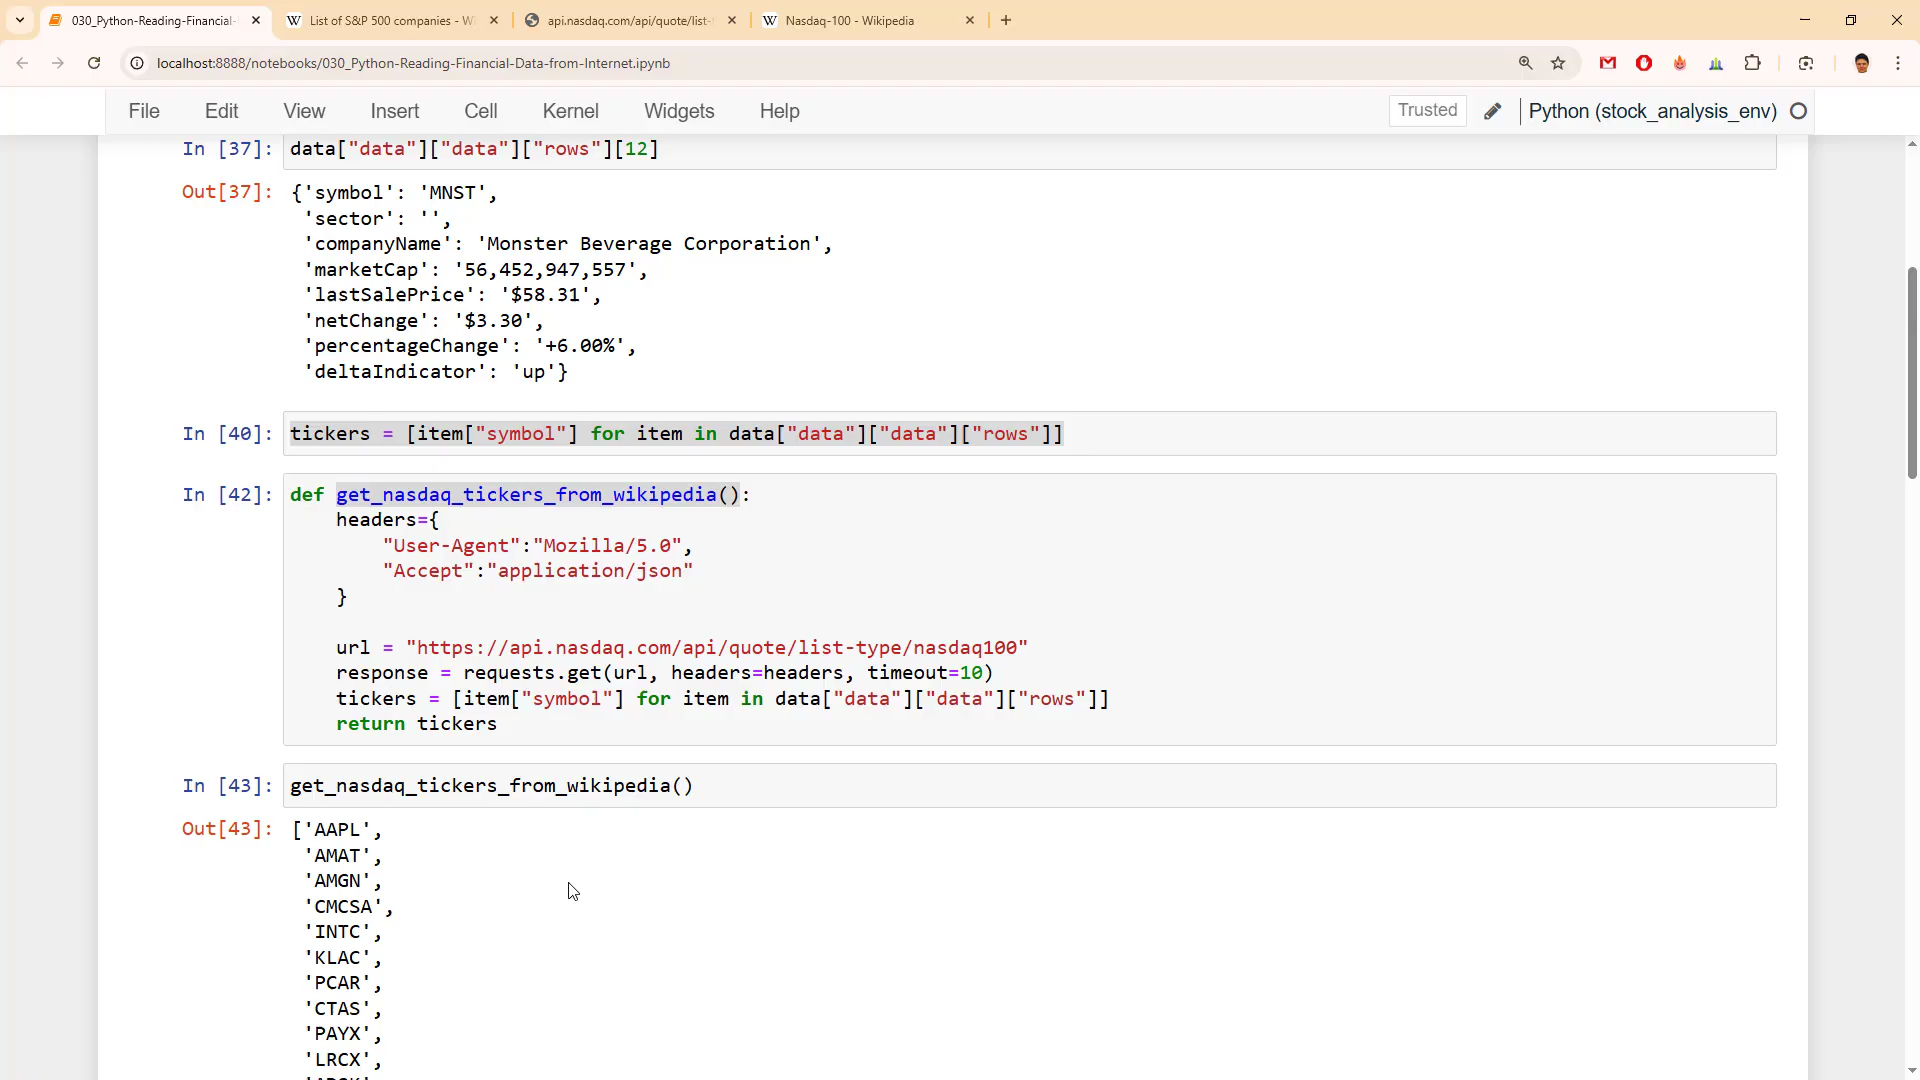 030_Python-Reading-Financial-
List of S&P 500 companies - Wi
api.nasdaq.com/api/quote/list-t
Nasdaq-100 - Wikipedia
localhost:8888/notebooks/030_Python-Reading-Financial-Data-from-Internet.ipynb
File Edit View Insert Cell Kernel Widgets Help
Trusted
Python (stock_analysis_env)
In [37]: data["data"]["data"]["rows"][12]
Out[37]: {'symbol': 'MNST',
'sector': '',
'companyName': 'Monster Beverage Corporation',
'marketCap': '56,452,947,557',
'lastSalePrice': '$58.31',
'netChange': '$3.30',
'percentageChange': '+6.00%',
'deltaIndicator': 'up'}
In [40]: tickers = [item["symbol"] for item in data["data"]["data"]["rows"]]
In [42]: def get_nasdaq_tickers_from_wikipedia():
headers={
"User-Agent":"Mozilla/5.0",
"Accept":"application/json"
}
url = "https://api.nasdaq.com/api/quote/list-type/nasdaq100"
response = requests.get(url, headers=headers, timeout=10)
tickers = [item["symbol"] for item in data["data"]["data"]["rows"]]
return tickers
In [43]: get_nasdaq_tickers_from_wikipedia()
Out[43]: ['AAPL',
'AMAT',
'AMGN',
'CMCSA',
'INTC',
'KLAC',
'PCAR',
'CTAS',
'PAYX',
'LRCX',